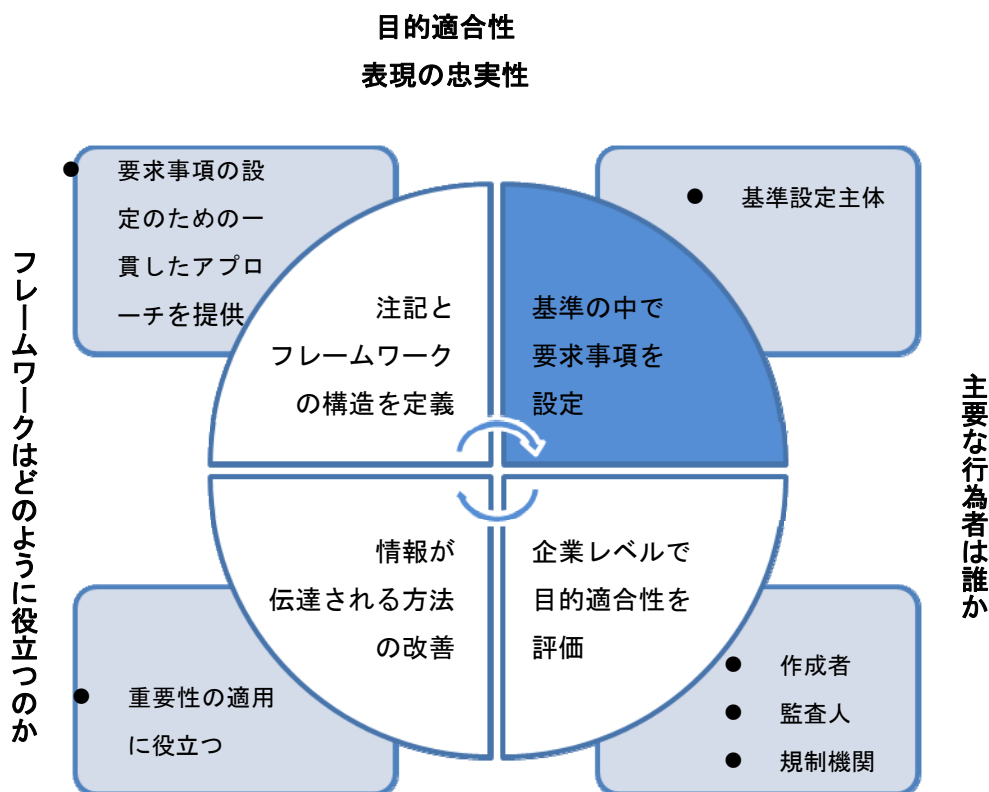 目的適合性
表現の忠実性
● 要求事項の設
定のための一
貫したアプロ
ーチを提供
● 基準設定主体
注記と
フレームワーク
の構造を定義
基準の中で
要求事項を
設定
フレームワークはどのように役立つのか
主要な行為者は誰か
情報が
伝達される方法
の改善
企業レベルで
目的適合性を
評価
● 重要性の適用
に役立つ
● 作成者
● 監査人
● 規制機関